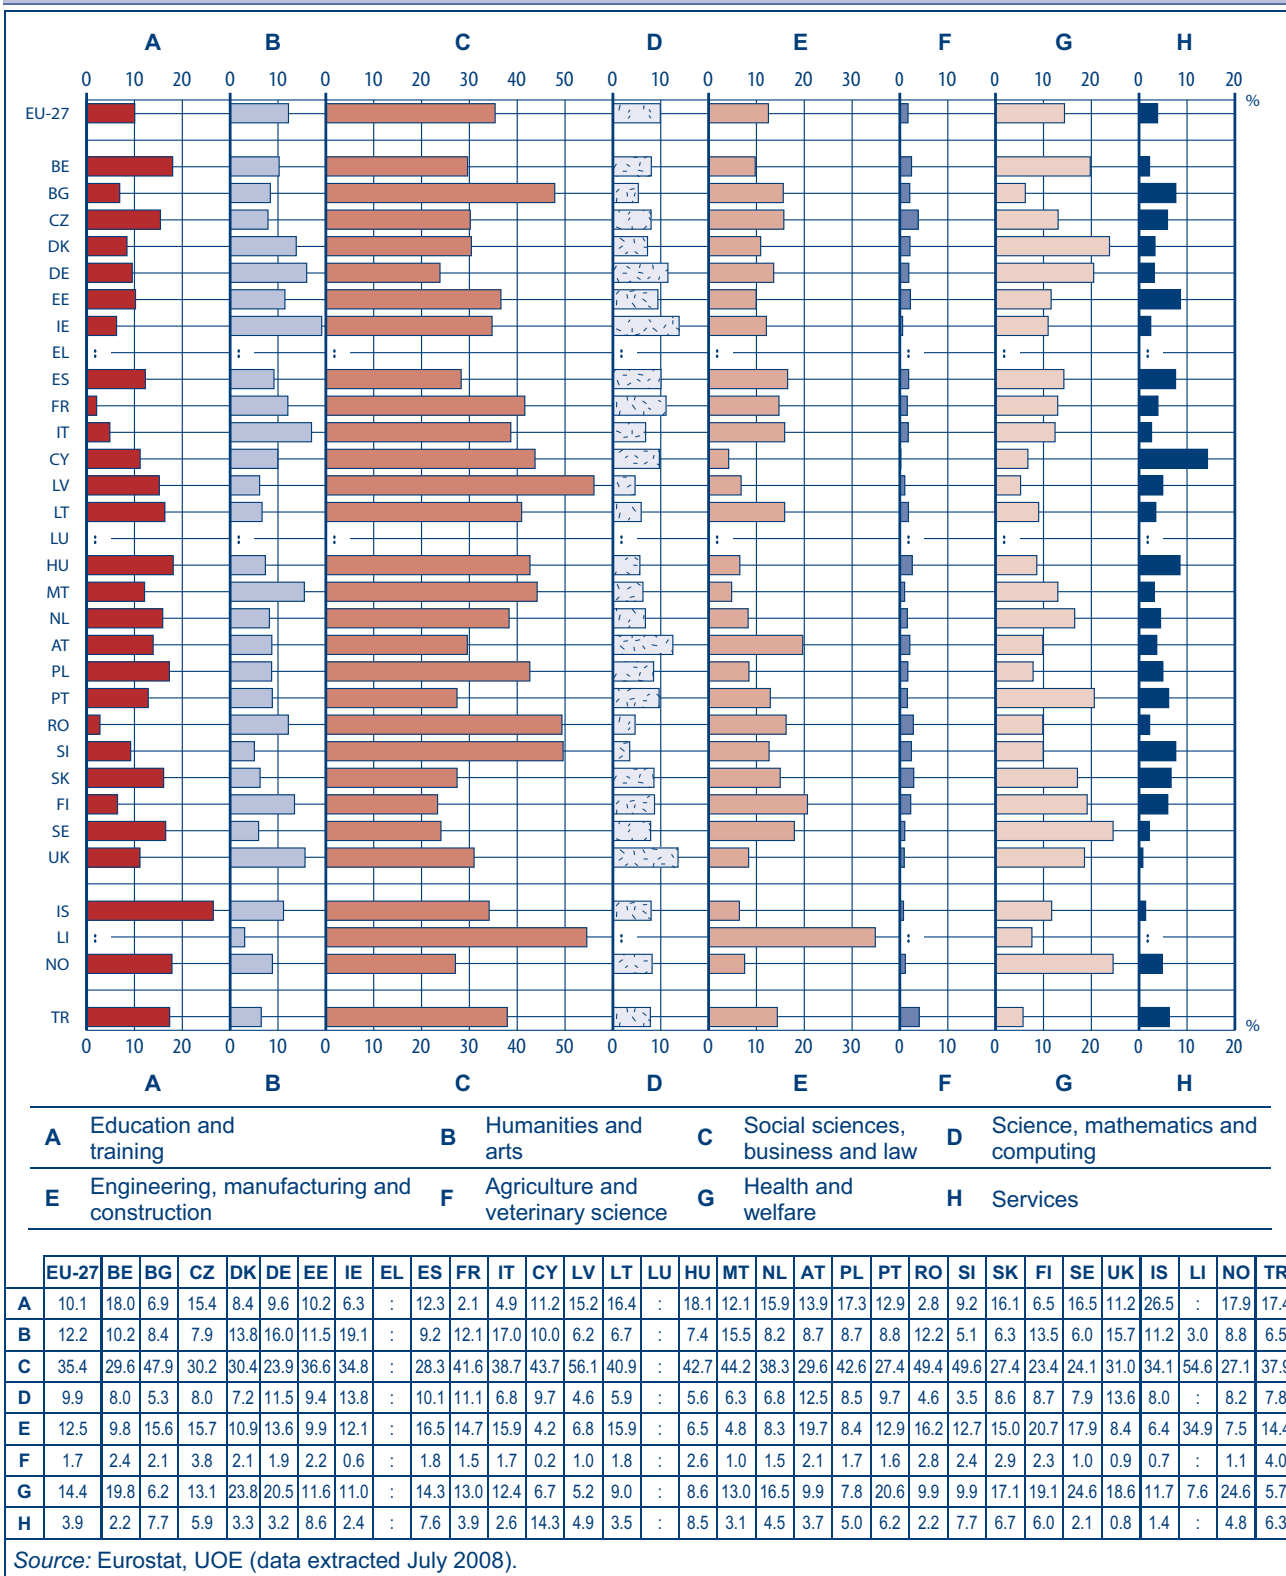 A B C D E F G H
0 10 20 0 10 0 10 20 30 40 50 0 10 0 10 20 30 0 0 10 20 0 10 20
%
EU-27
BE
BG
CZ
DK
DE
EE
IE
EL : : : : : : : :
ES
FR
IT
CY
LV
LT
LU : : : : : : : :
HU
MT
NL
AT
PL
PT
RO
SI
SK
FI
SE
UK
IS
LI : : : :
NO
TR
%
0 10 20 0 10 0 10 20 30 40 50 0 10 0 10 20 30 0 0 10 20 0 10 20
A B C D E F G H
A Education and training B Humanities and arts C Social sciences, business and law D Science, mathematics and computing
E Engineering, manufacturing and construction F Agriculture and veterinary science G Health and welfare H Services
EU-27 BE BG CZ DK DE EE IE EL ES FR IT CY LV LT LU HU MT NL AT PL PT RO SI SK FI SE UK IS LI NO TR
A 10.1 18.0 6.9 15.4 8.4 9.6 10.2 6.3 : 12.3 2.1 4.9 11.2 15.2 16.4 : 18.1 12.1 15.9 13.9 17.3 12.9 2.8 9.2 16.1 6.5 16.5 11.2 26.5 : 17.9 17.4
B 12.2 10.2 8.4 7.9 13.8 16.0 11.5 19.1 : 9.2 12.1 17.0 10.0 6.2 6.7 : 7.4 15.5 8.2 8.7 8.7 8.8 12.2 5.1 6.3 13.5 6.0 15.7 11.2 3.0 8.8 6.5
C 35.4 29.6 47.9 30.2 30.4 23.9 36.6 34.8 : 28.3 41.6 38.7 43.7 56.1 40.9 : 42.7 44.2 38.3 29.6 42.6 27.4 49.4 49.6 27.4 23.4 24.1 31.0 34.1 54.6 27.1 37.9
D 9.9 8.0 5.3 8.0 7.2 11.5 9.4 13.8 : 10.1 11.1 6.8 9.7 4.6 5.9 : 5.6 6.3 6.8 12.5 8.5 9.7 4.6 3.5 8.6 8.7 7.9 13.6 8.0 : 8.2 7.8
E 12.5 9.8 15.6 15.7 10.9 13.6 9.9 12.1 : 16.5 14.7 15.9 4.2 6.8 15.9 : 6.5 4.8 8.3 19.7 8.4 12.9 16.2 12.7 15.0 20.7 17.9 8.4 6.4 34.9 7.5 14.4
F 1.7 2.4 2.1 3.8 2.1 1.9 2.2 0.6 : 1.8 1.5 1.7 0.2 1.0 1.8 : 2.6 1.0 1.5 2.1 1.7 1.6 2.8 2.4 2.9 2.3 1.0 0.9 0.7 : 1.1 4.0
G 14.4 19.8 6.2 13.1 23.8 20.5 11.6 11.0 : 14.3 13.0 12.4 6.7 5.2 9.0 : 8.6 13.0 16.5 9.9 7.8 20.6 9.9 9.9 17.1 19.1 24.6 18.6 11.7 7.6 24.6 5.7
H 3.9 2.2 7.7 5.9 3.3 3.2 8.6 2.4 : 7.6 3.9 2.6 14.3 4.9 3.5 : 8.5 3.1 4.5 3.7 5.0 6.2 2.2 7.7 6.7 6.0 2.1 0.8 1.4 : 4.8 6.3
Source: Eurostat, UOE (data extracted July 2008).